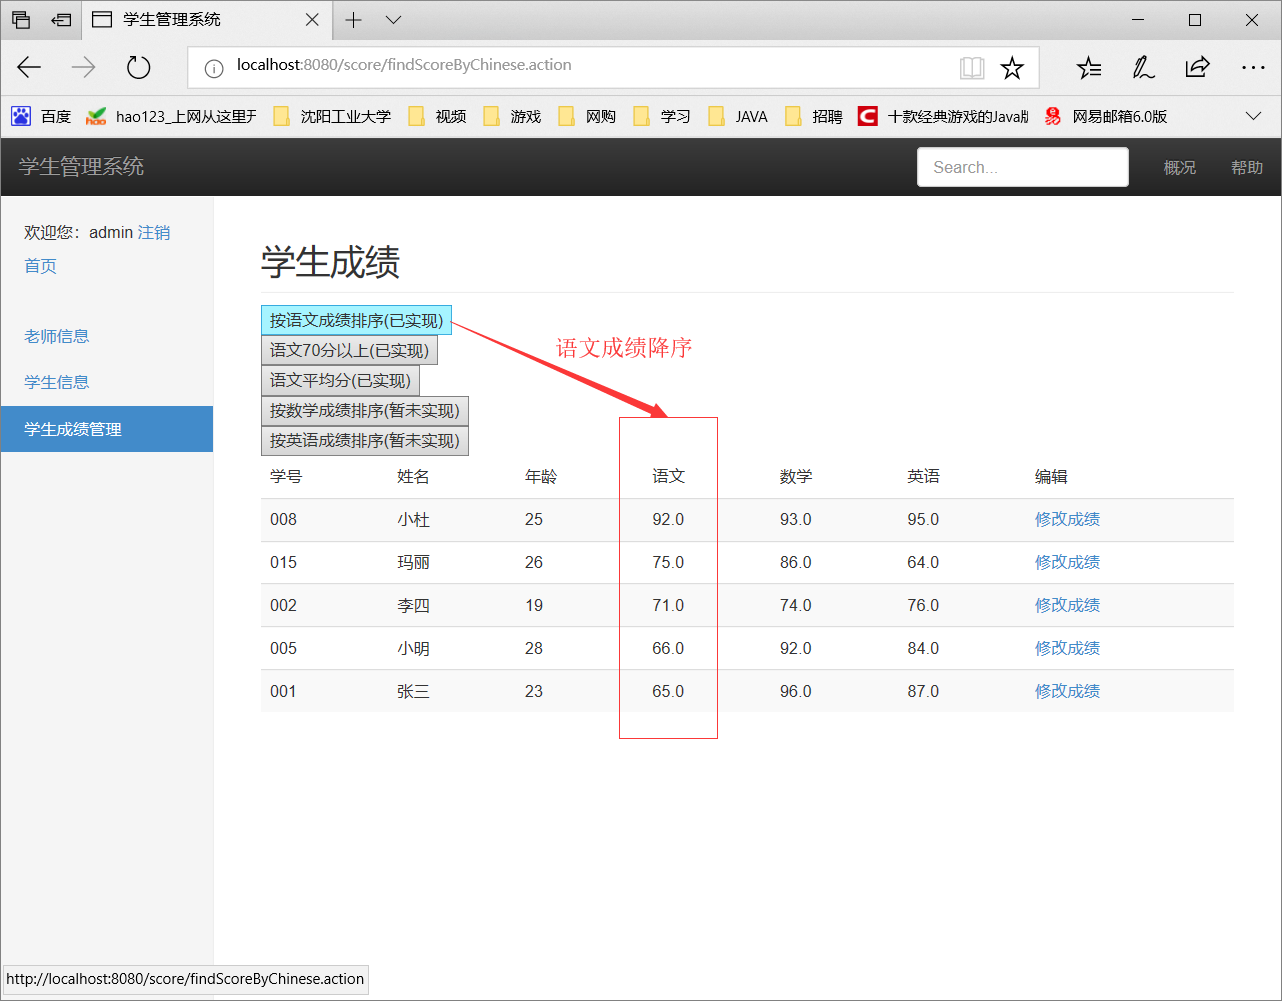 学生管理系统
localhost:8080/score/findScoreByChinese.action
百度 hao123_上网从这里开 沈阳工业大学 视频 游戏 网购 学习 JAVA 招聘 十款经典游戏的Java版 网易邮箱6.0版
学生管理系统 Search... 概况 帮助
欢迎您：admin 注销
首页
老师信息
学生信息
学生成绩管理
学生成绩
按语文成绩排序(已实现)
语文成绩降序
语文70分以上(已实现)
语文平均分(已实现)
按数学成绩排序(暂未实现)
按英语成绩排序(暂未实现)
学号 姓名 年龄 语文 数学 英语 编辑
008 小杜 25 92.0 93.0 95.0 修改成绩
015 玛丽 26 75.0 86.0 64.0 修改成绩
002 李四 19 71.0 74.0 76.0 修改成绩
005 小明 28 66.0 92.0 84.0 修改成绩
001 张三 23 65.0 96.0 87.0 修改成绩
http://localhost:8080/score/findScoreByChinese.action